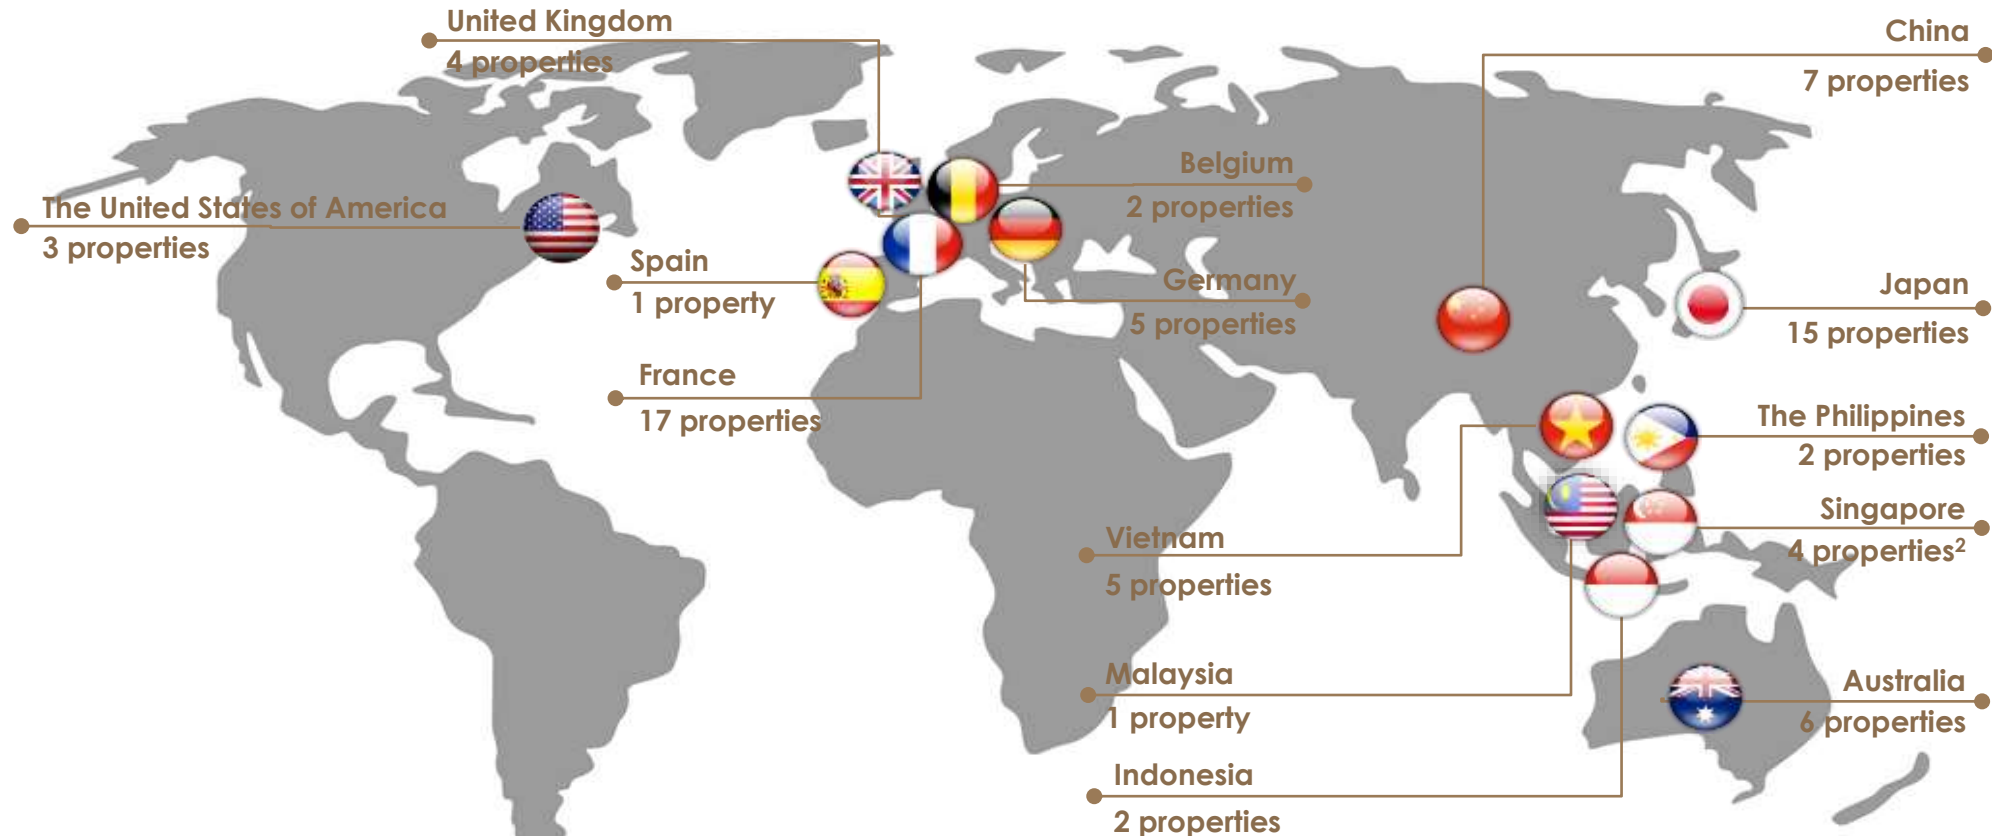 United Kingdom
4 properties
China
7 properties
Belgium
2 properties
The United States of America
3 properties
Spain
1 property
Germany
5 properties
Japan
15 properties
France
17 properties
The Philippines
2 properties
Singapore
4 properties²
Vietnam
5 properties
Malaysia
1 property
Australia
6 properties
Indonesia
2 properties